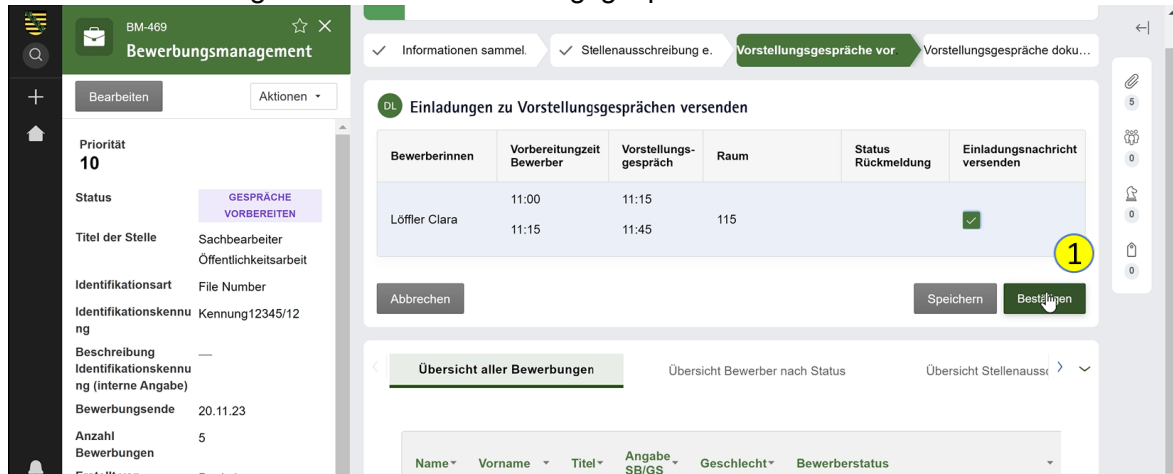 BM-469
Bewerbungsmanagement
Bearbeiten
Aktionen
Priorität
10
Status
GESPRÄCHE
VORBEREITEN
Titel der Stelle
Sachbearbeiter
Öffentlichkeitsarbeit
Identifikationsart
File Number
Identifikationskennu
ng
Kennung12345/12
Beschreibung
Identifikationskennu
ng (interne Angabe)
—
Bewerbungsende
20.11.23
Anzahl
Bewerbungen
5
Informationen sammel.
Stellenausschreibung e.
Vorstellungsgespräche vor.
Vorstellungsgespräche doku...
DL Einladungen zu Vorstellungsgesprächen versenden
Bewerberinnen
Vorbereitungzeit
Bewerber
Vorstellungs-
gespräch
Raum
Status
Rückmeldung
Einladungsnachricht
versenden
Löffler Clara
11:00
11:15
11:15
11:45
115
1
Abbrechen
Speichern
Bestätigen
Übersicht aller Bewerbungen
Übersicht Bewerber nach Status
Name
Vorname
Titel
Angabe
SB/GS
Geschlecht
Bewerberstatus
5
0
0
0